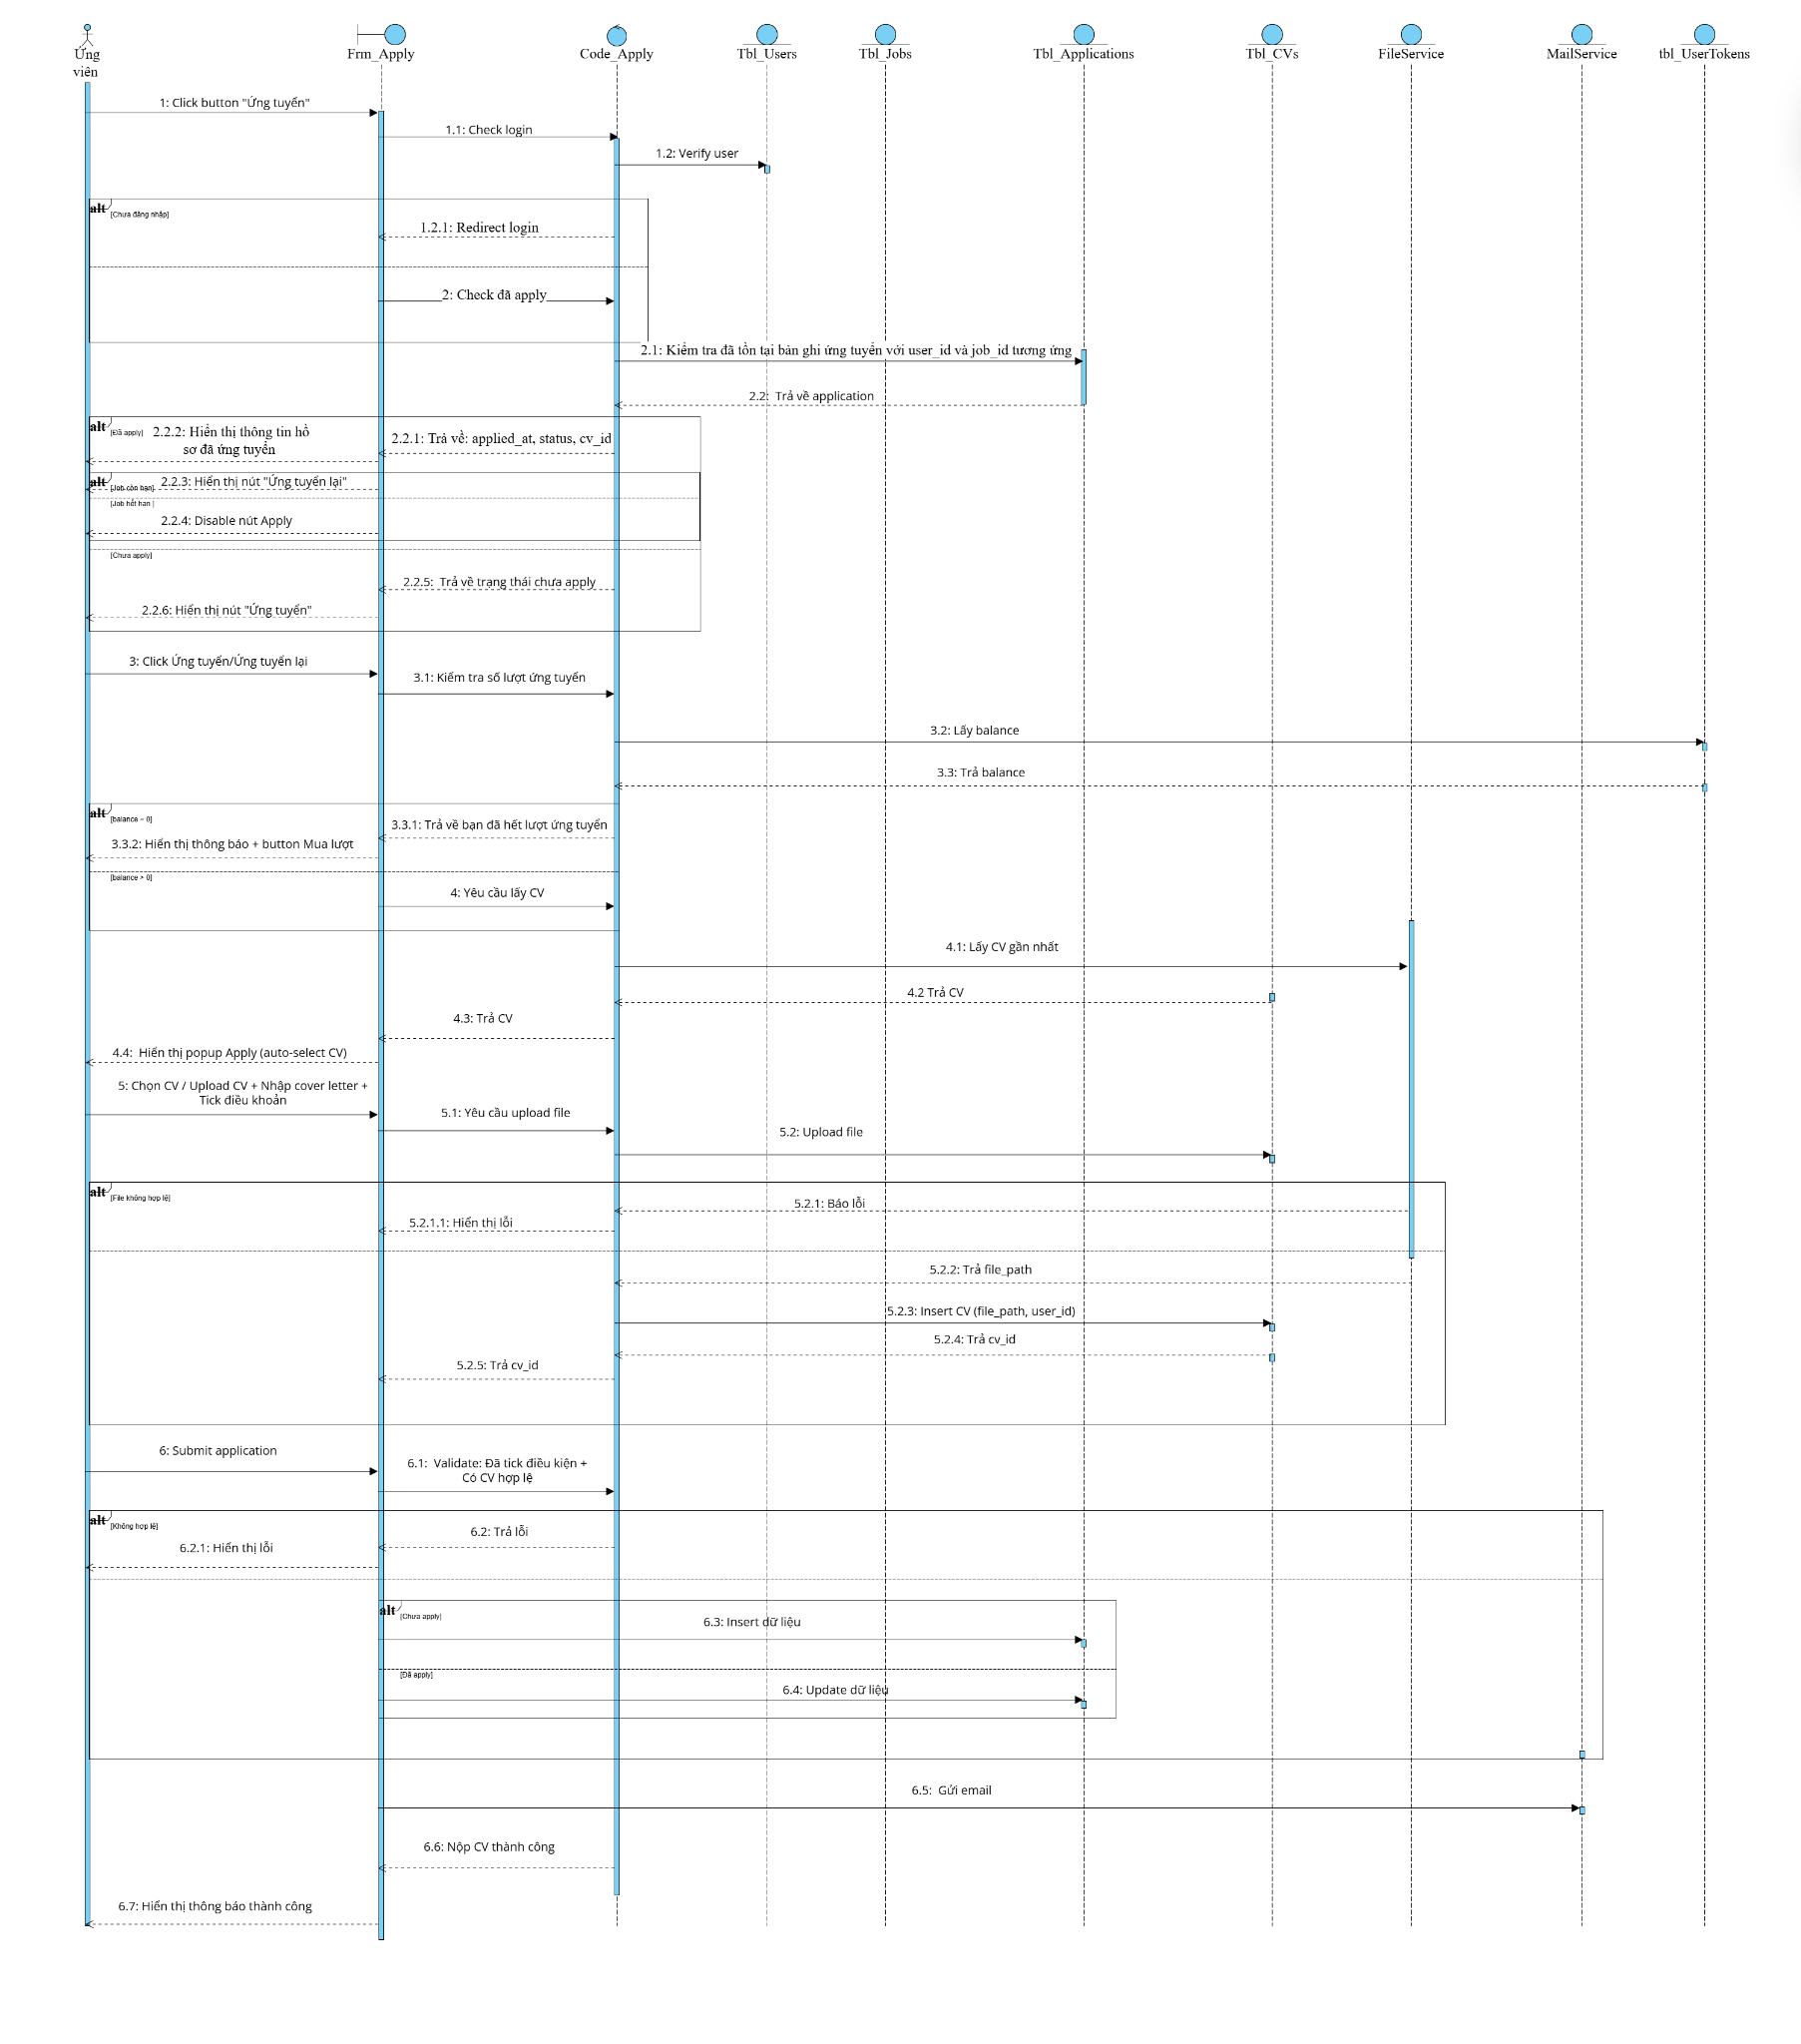 Ứng
viên
Frm_Apply
Code_Apply
Tbl_Users
Tbl_Jobs
Tbl_Applications
Tbl_CVs
FileService
MailService
tbl_UserTokens
1: Click button "Ứng tuyển"
1.1: Check login
1.2: Verify user
alt
[Chưa đăng nhập]
1.2.1: Redirect login
2: Check đã apply
2.1: Kiểm tra đã tồn tại bản ghi ứng tuyển với user_id và job_id tương ứng
2.2: Trả về application
alt
[Đã apply]
2.2.2: Hiển thị thông tin hồ
sơ đã ứng tuyển
2.2.1: Trả về: applied_at, status, cv_id
alt
[Job còn hạn]
2.2.3: Hiển thị nút "Ứng tuyển lại"
[Job hết hạn ]
2.2.4: Disable nút Apply
[Chưa apply]
2.2.5: Trả về trạng thái chưa apply
2.2.6: Hiển thị nút "Ứng tuyển"
3: Click Ứng tuyển/Ứng tuyển lại
3.1: Kiểm tra số lượt ứng tuyển
3.2: Lấy balance
3.3: Trả balance
alt
[balance = 0]
3.3.1: Trả về bạn đã hết lượt ứng tuyển
3.3.2: Hiển thị thông báo + button Mua lượt
[balance > 0]
4: Yêu cầu lấy CV
4.1: Lấy CV gần nhất
4.2 Trả CV
4.3: Trả CV
4.4: Hiển thị popup Apply (auto-select CV)
5: Chọn CV / Upload CV + Nhập cover letter +
Tick điều khoản
5.1: Yêu cầu upload file
5.2: Upload file
alt
[File không hợp lệ]
5.2.1: Báo lỗi
5.2.1.1: Hiển thị lỗi
5.2.2: Trả file_path
5.2.3: Insert CV (file_path, user_id)
5.2.4: Trả cv_id
5.2.5: Trả cv_id
6: Submit application
6.1: Validate: Đã tick điều kiện +
Có CV hợp lệ
alt
[Không hợp lệ]
6.2: Trả lỗi
6.2.1: Hiển thị lỗi
alt
[Chưa apply]
6.3: Insert dữ liệu
[Đã apply]
6.4: Update dữ liệu
6.5: Gửi email
6.6: Nộp CV thành công
6.7: Hiển thị thông báo thành công